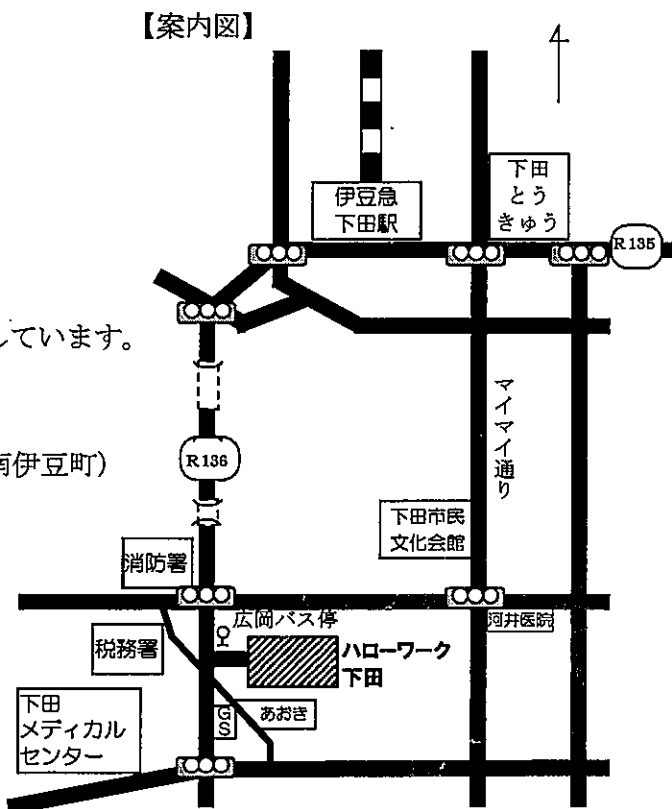 【案内図】
下田
とう
きゅう
伊豆急
下田駅
R135
しています。
マイマイ通り
南伊豆町）
R136
下田市民
文化会館
消防署
広岡バス停
河井医院
税務署
ハローワーク
下田
下田
メディカル
センター
GS
あおき